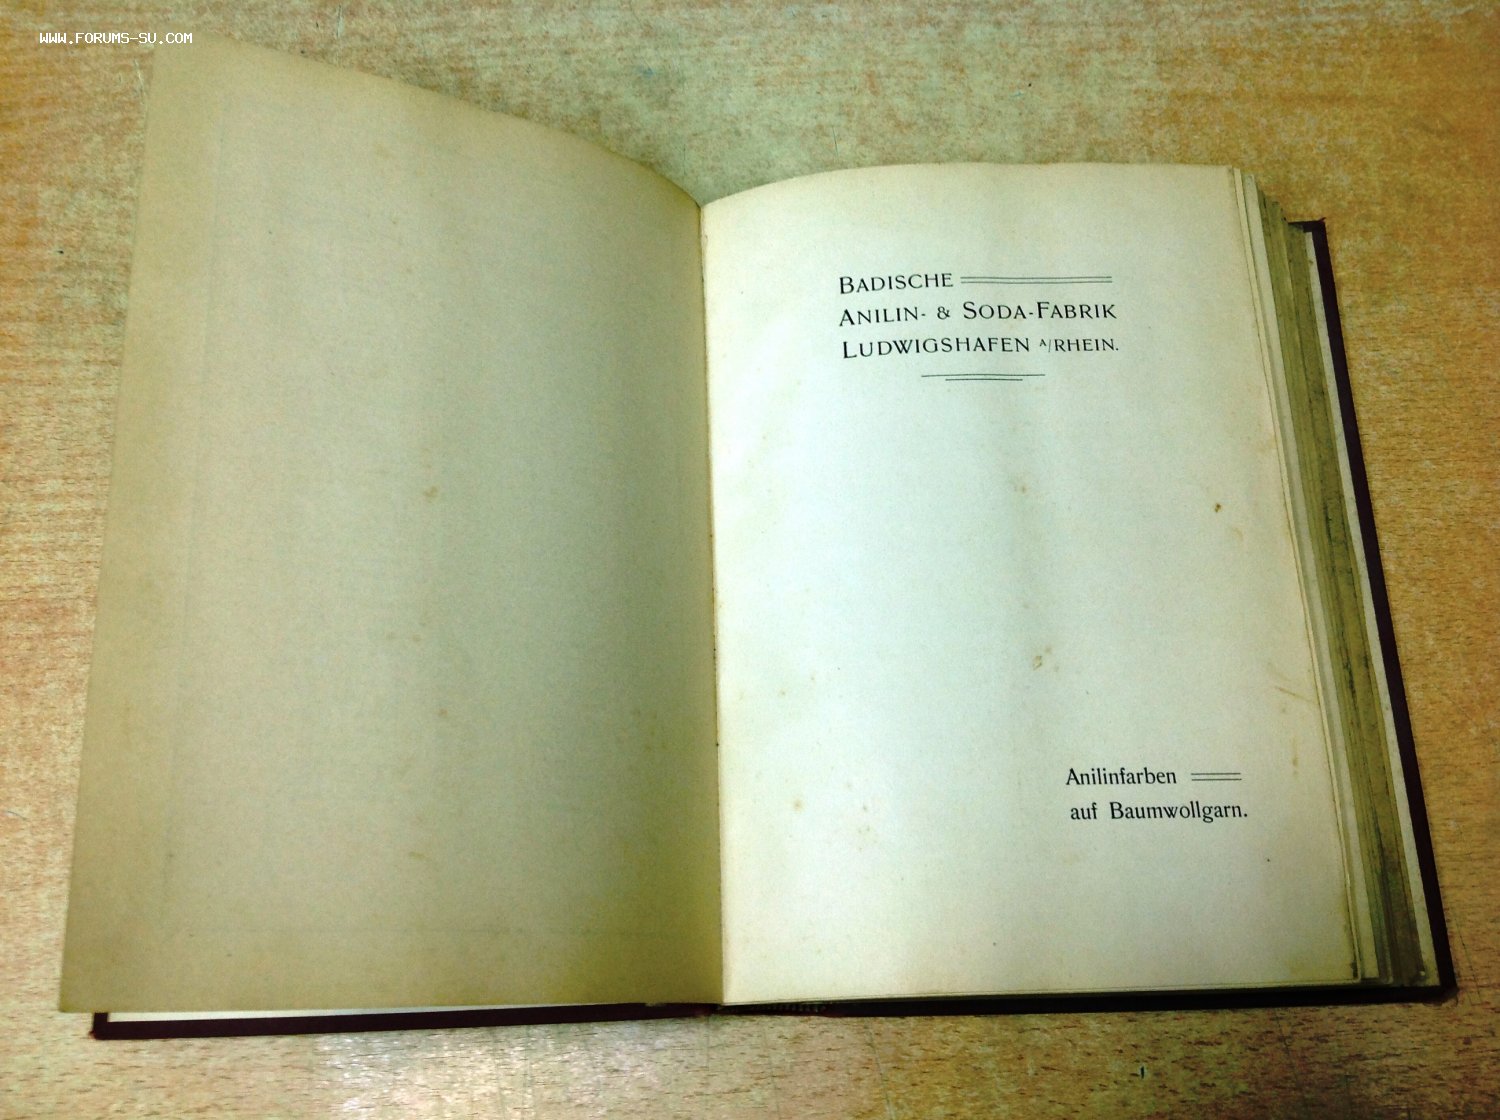 WWW.FORUMS-SU.COM
BADISCHE
ANILIN- & SODA-FABRIK
LUDWIGSHAFEN A/RHEIN.
Anilinfarben
auf Baumwollgarn.